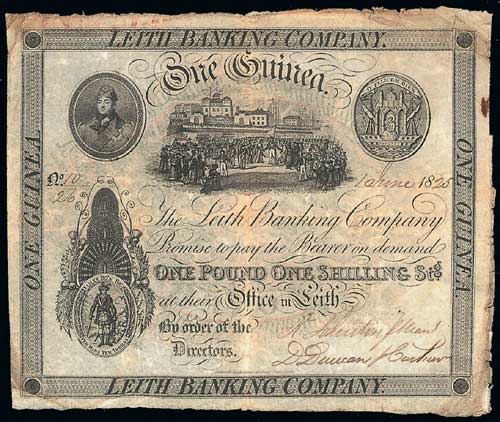 LEITH BANKING COMPANY.
One Guinea.
ONE GUINEA.
ONE GUINEA.
No. 10/26
1 June 1825
The Leith Banking Company
Promise to pay the Bearer on demand
ONE POUND ONE SHILLING Stg
at their Office in Leith
By order of the
Directors.
D Duncan
LEITH BANKING COMPANY.